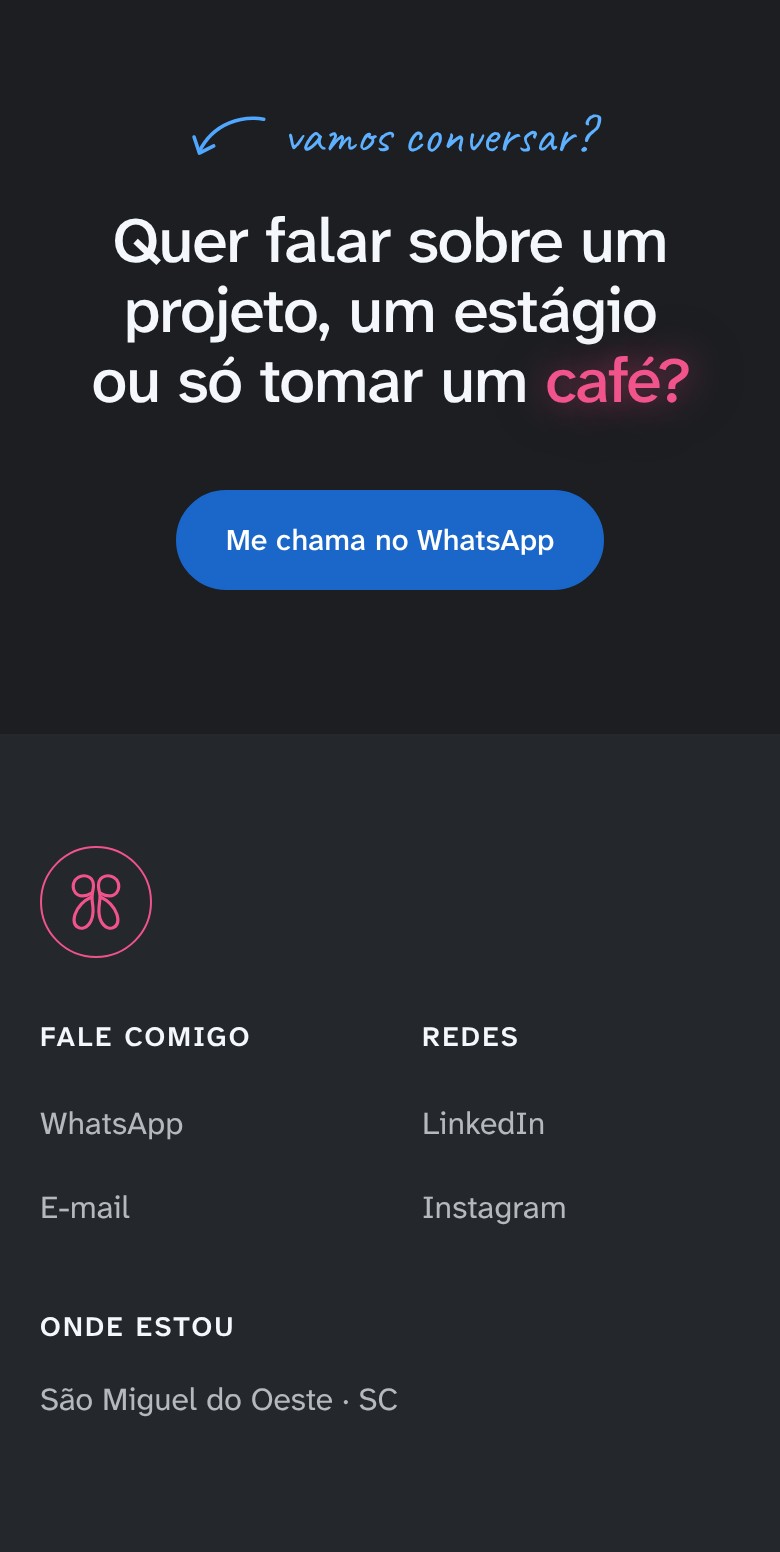 vamos conversar?
Quer falar sobre um
projeto, um estágio
ou só tomar um café?
Me chama no WhatsApp
FALE COMIGO
WhatsApp
E-mail
REDES
LinkedIn
Instagram
ONDE ESTOU
São Miguel do Oeste · SC